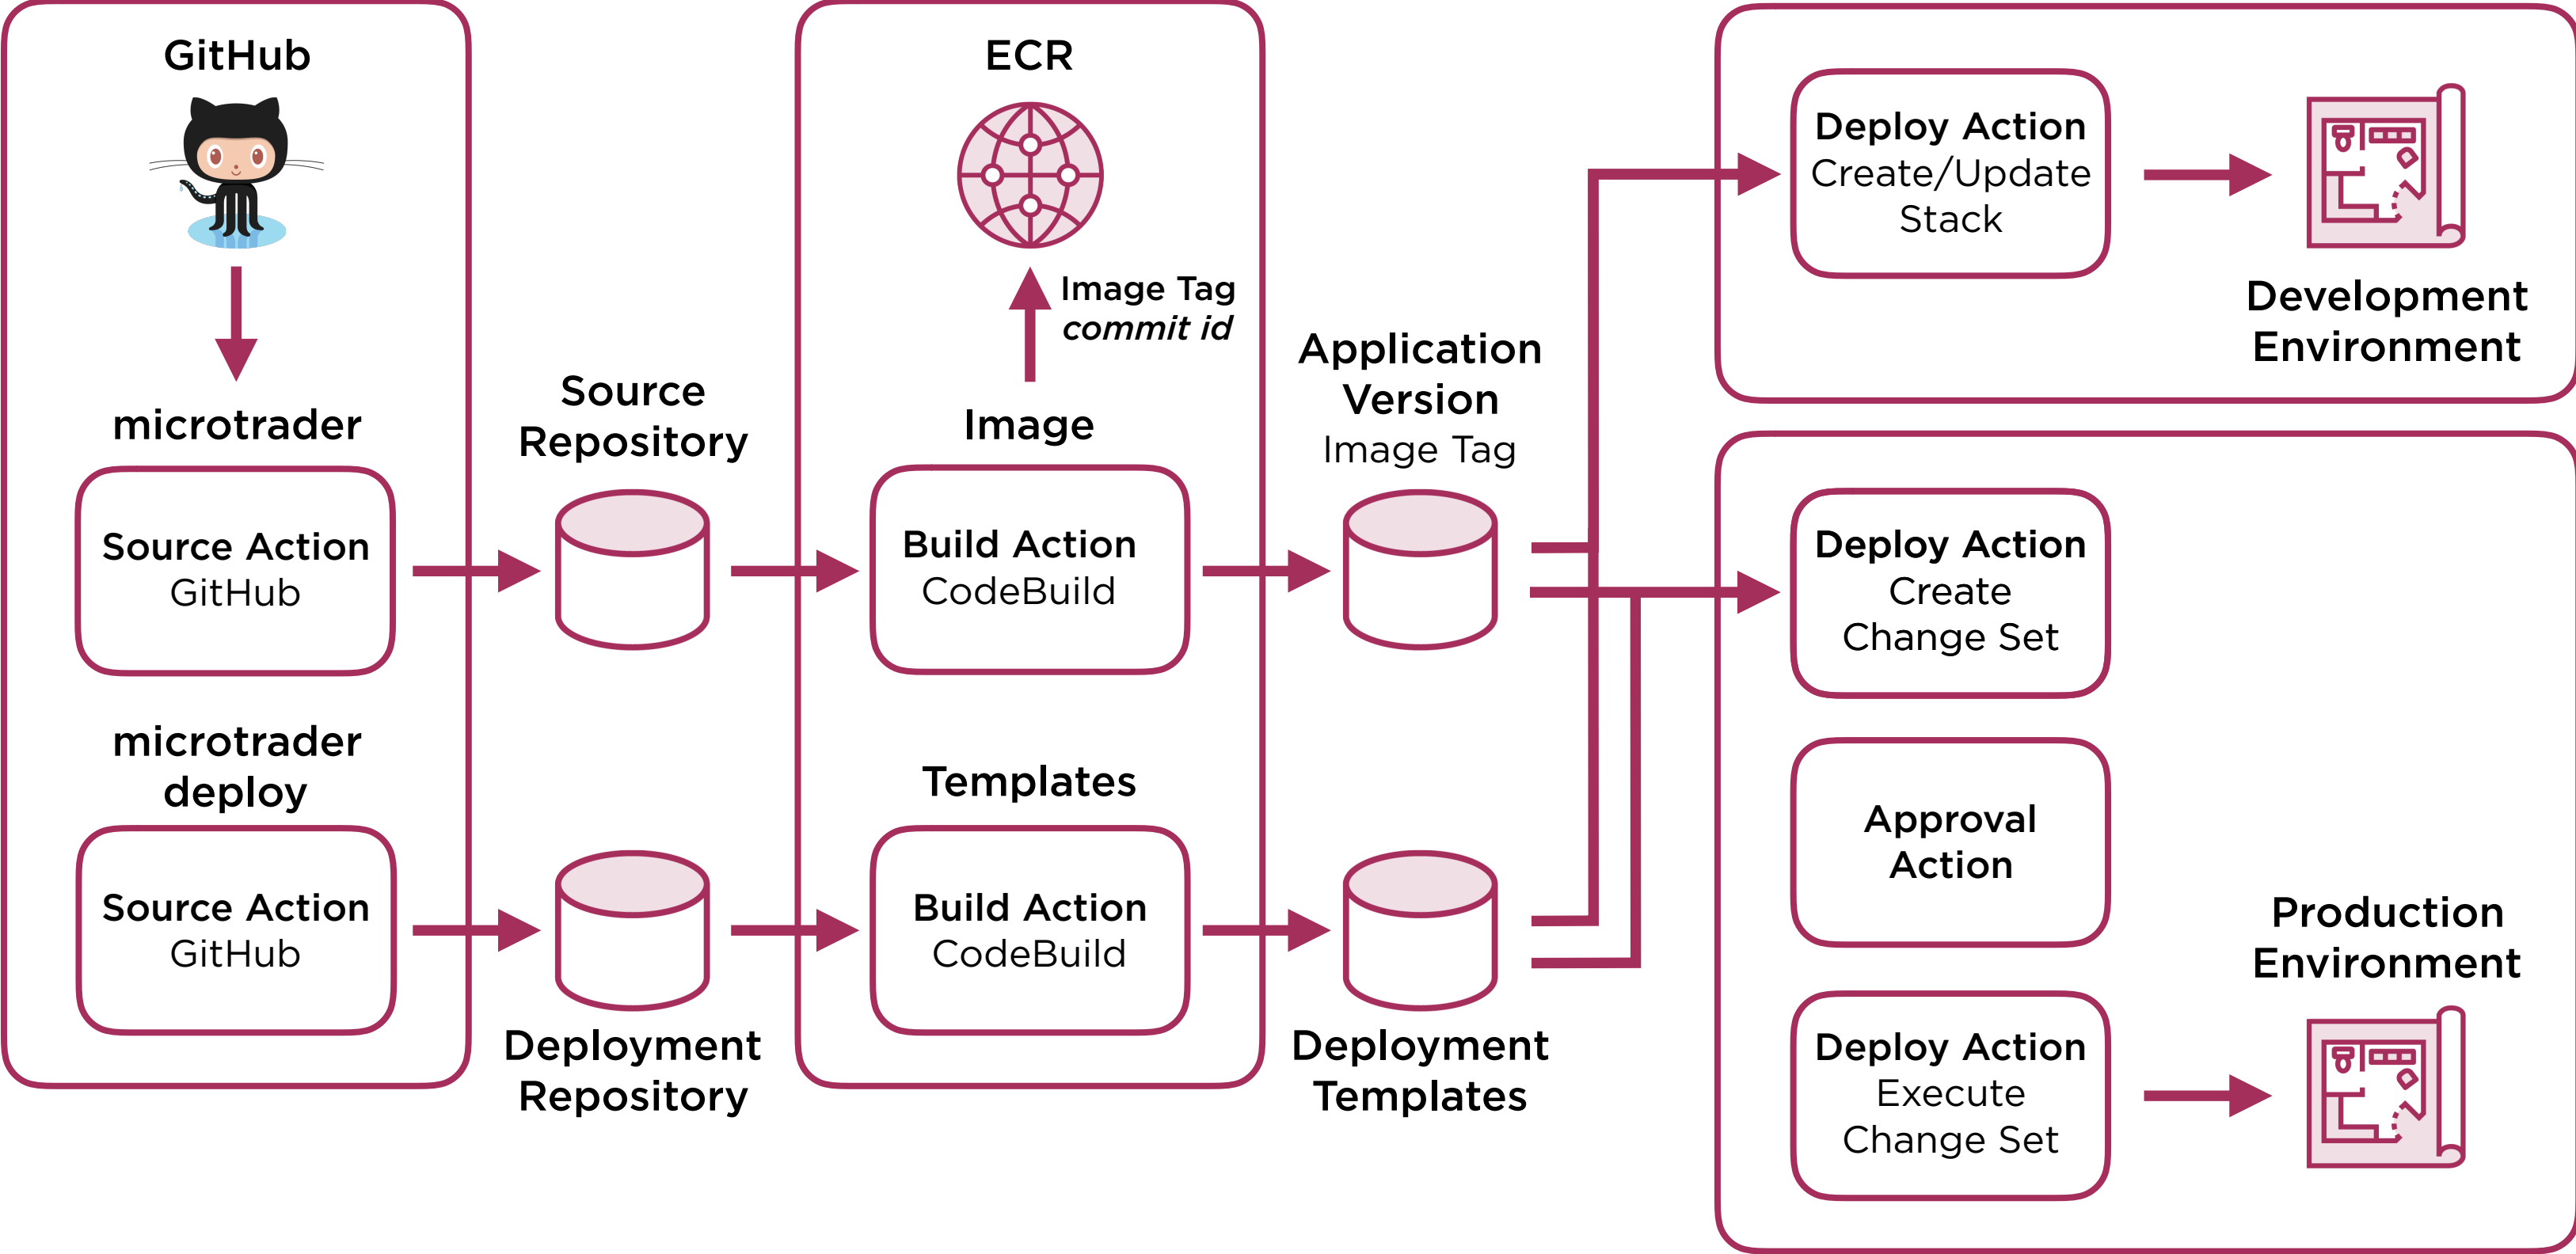 GitHub
microtrader
Source Action
GitHub
microtrader
deploy
Source Action
GitHub
Source
Repository
Deployment
Repository
ECR
Image Tag
commit id
Image
Build Action
CodeBuild
Templates
Build Action
CodeBuild
Application
Version
Image Tag
Deployment
Templates
Deploy Action
Create/Update
Stack
Development
Environment
Deploy Action
Create
Change Set
Approval
Action
Deploy Action
Execute
Change Set
Production
Environment